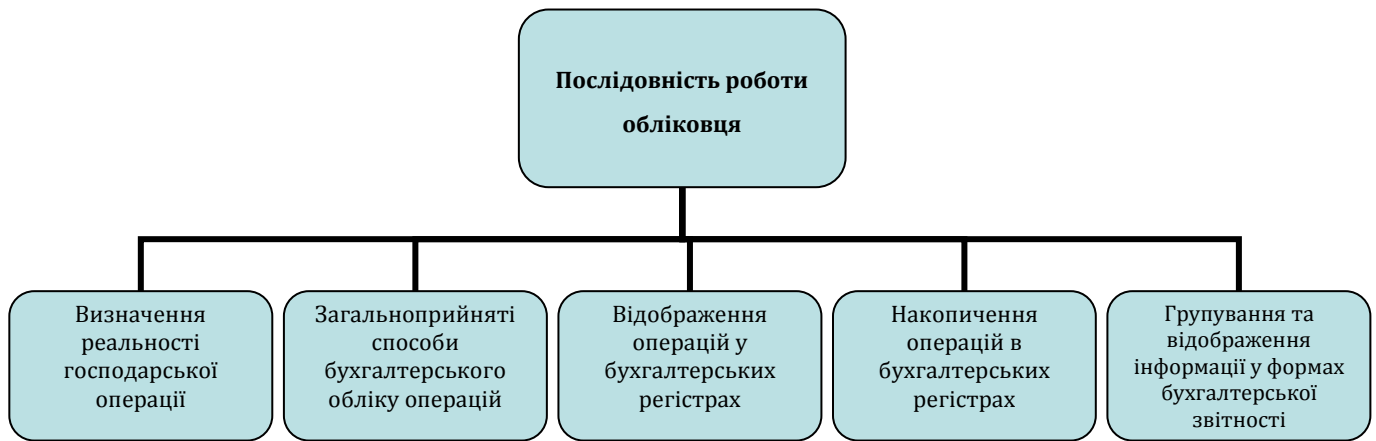 Послідовність роботи
обліковця
Визначення
реальності
господарської
операції
Загальноприйняті
способи
бухгалтерського
обліку операцій
Відображення
операцій у
бухгалтерських
регістрах
Накопичення
операцій в
бухгалтерських
регістрах
Групування та
відображення
інформації у формах
бухгалтерської
звітності